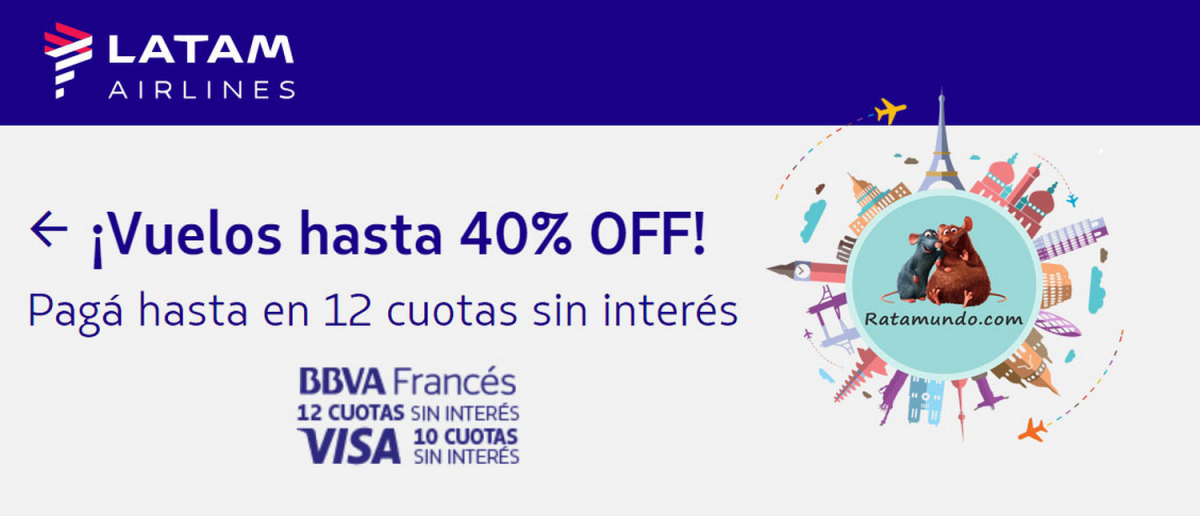 LATAM
AIRLINES
← ¡Vuelos hasta 40% OFF!
Pagá hasta en 12 cuotas sin interés
BBVA Francés
12 CUOTAS SIN INTERÉS
VISA 10 CUOTAS
SIN INTERÉS
Ratamundo.com